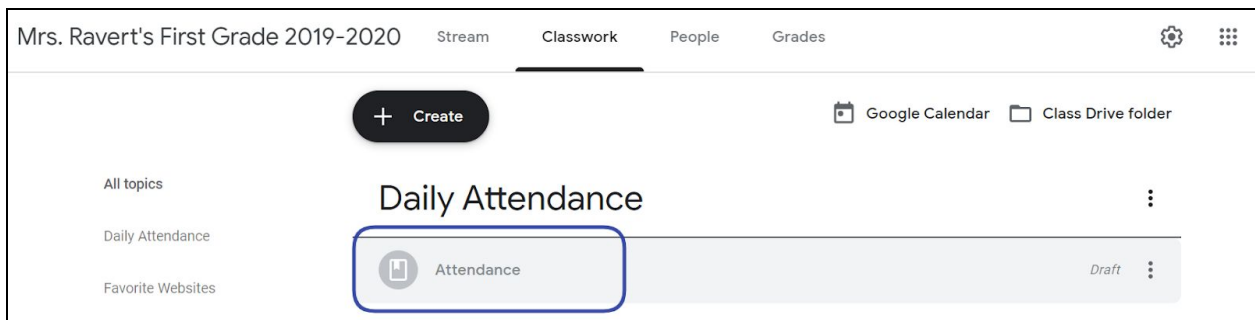 Mrs. Ravert's First Grade 2019-2020 Stream Classwork People Grades
+ Create
Google Calendar Class Drive folder
All topics
Daily Attendance
Favorite Websites
Daily Attendance
Attendance Draft